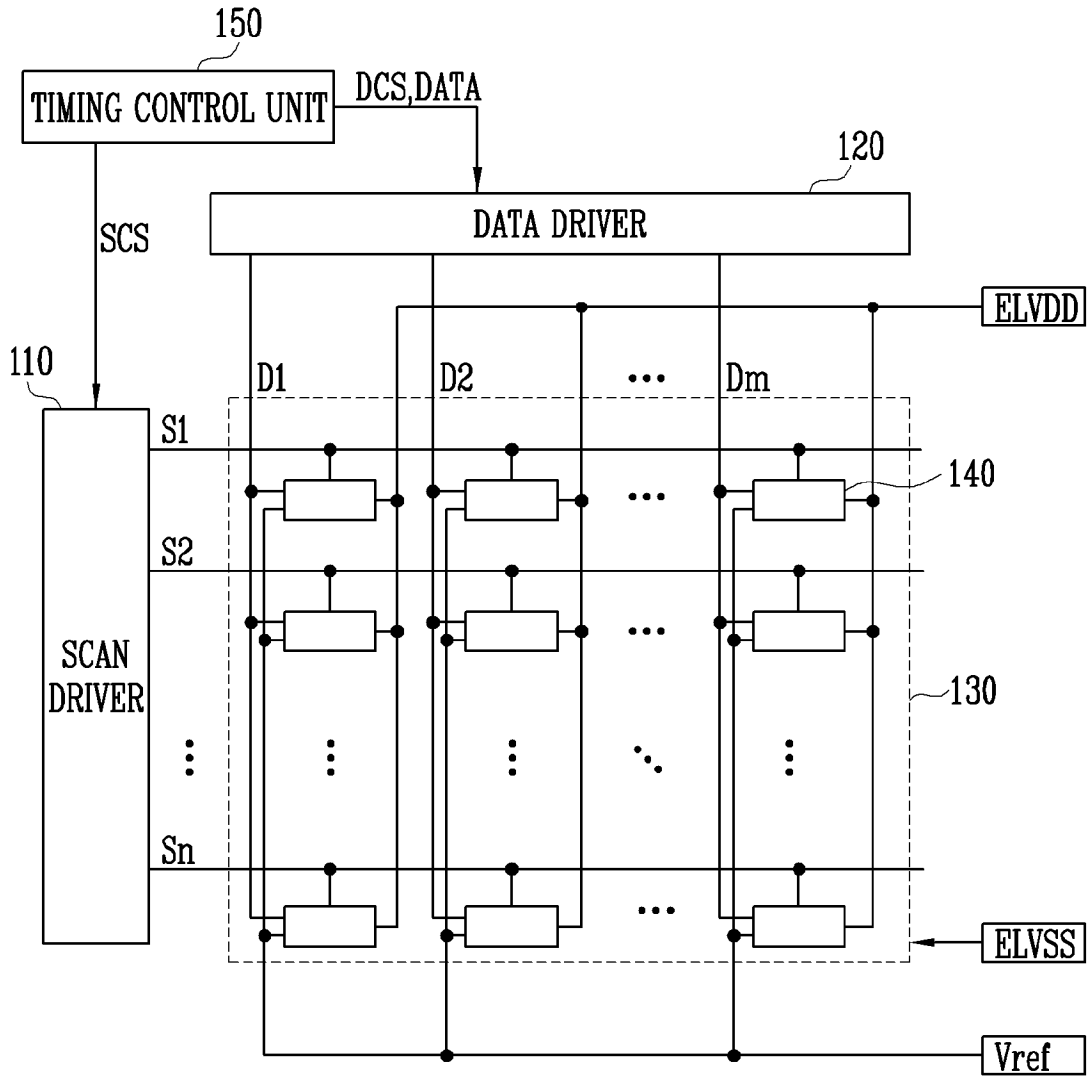 150
TIMING CONTROL UNIT
DCS,DATA
120
DATA DRIVER
SCS
ELVDD
110
D1
D2
Dm
S1
140
S2
SCAN
DRIVER
130
Sn
ELVSS
Vref